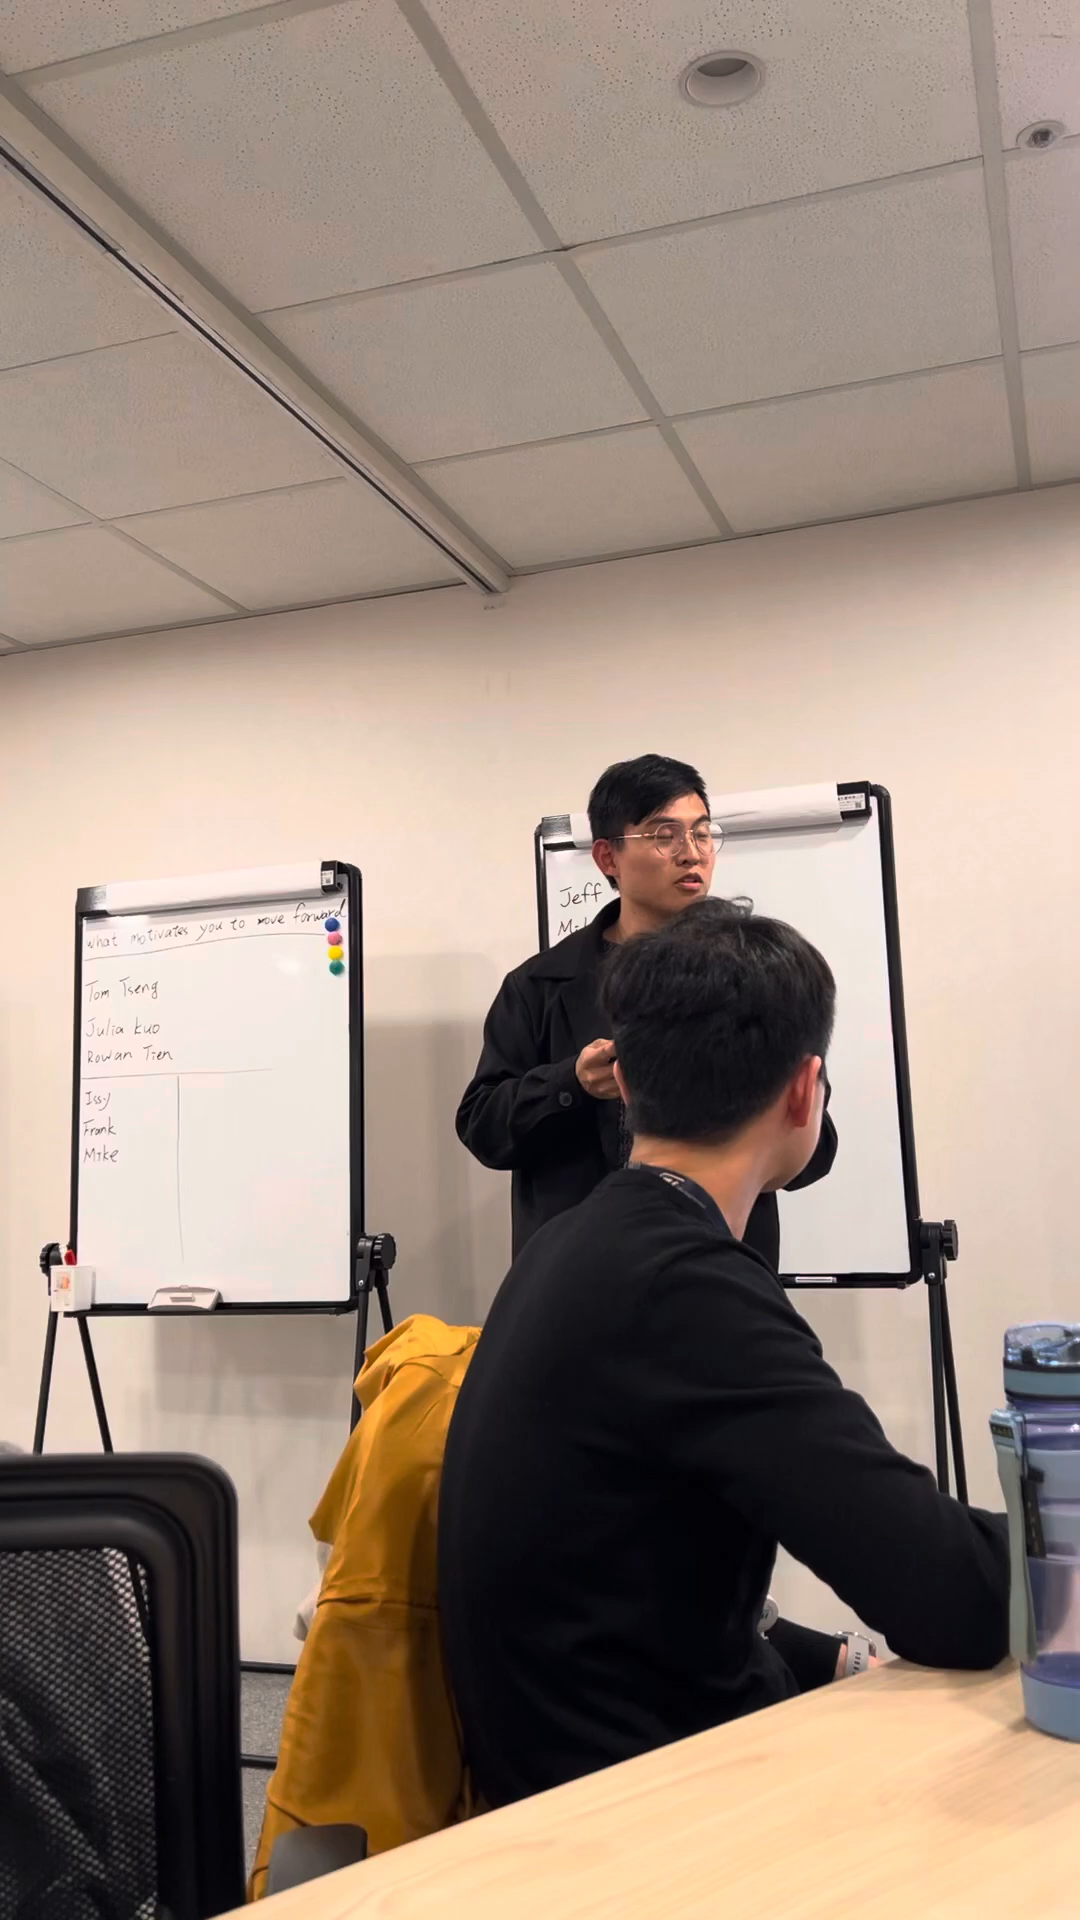 what motivates you to move forward
Tom Tseng
Julia kuo
Rowan Tien
Issy
Frank
Mike
Jeff